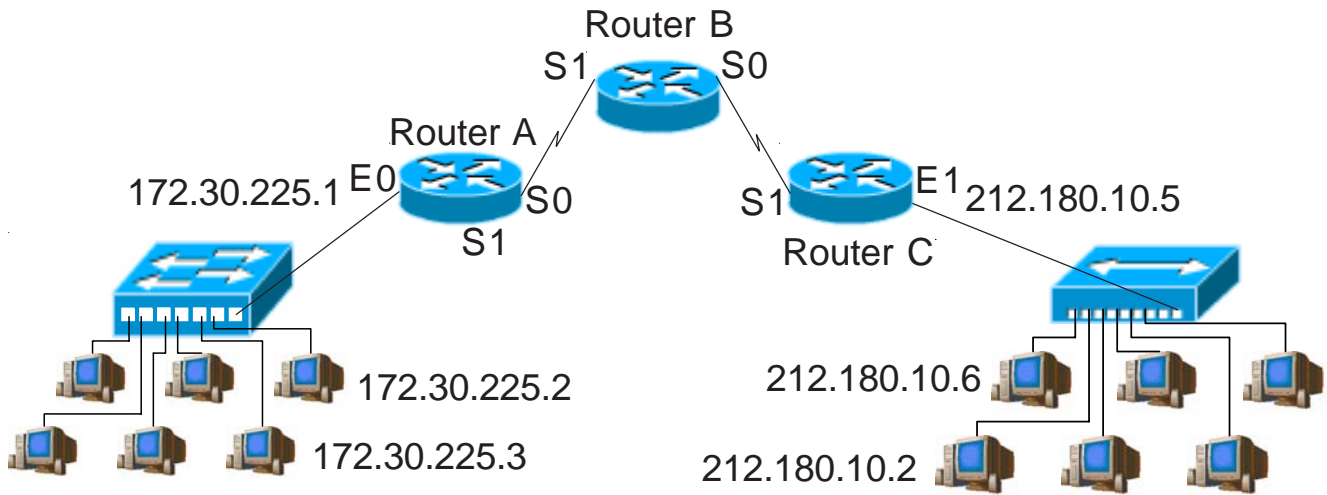 Router B
S1
S0
Router A
172.30.225.1
E0
S0
S1
S1
E1
212.180.10.5
Router C
172.30.225.2
172.30.225.3
212.180.10.6
212.180.10.2